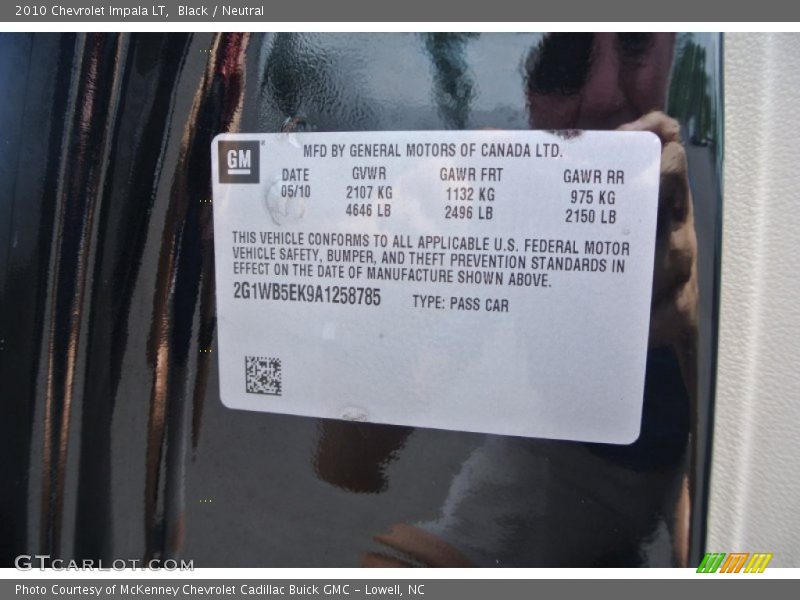 2010 Chevrolet Impala LT, Black / Neutral
GM
MFD BY GENERAL MOTORS OF CANADA LTD.
DATE GVWR GAWR FRT GAWR RR
05/10 2107 KG 1132 KG 975 KG
4646 LB 2496 LB 2150 LB
THIS VEHICLE CONFORMS TO ALL APPLICABLE U.S. FEDERAL MOTOR
VEHICLE SAFETY, BUMPER, AND THEFT PREVENTION STANDARDS IN
EFFECT ON THE DATE OF MANUFACTURE SHOWN ABOVE.
2G1WB5EK9A1258785 TYPE: PASS CAR
GTCARLOT.COM
Photo Courtesy of McKenney Chevrolet Cadillac Buick GMC - Lowell, NC